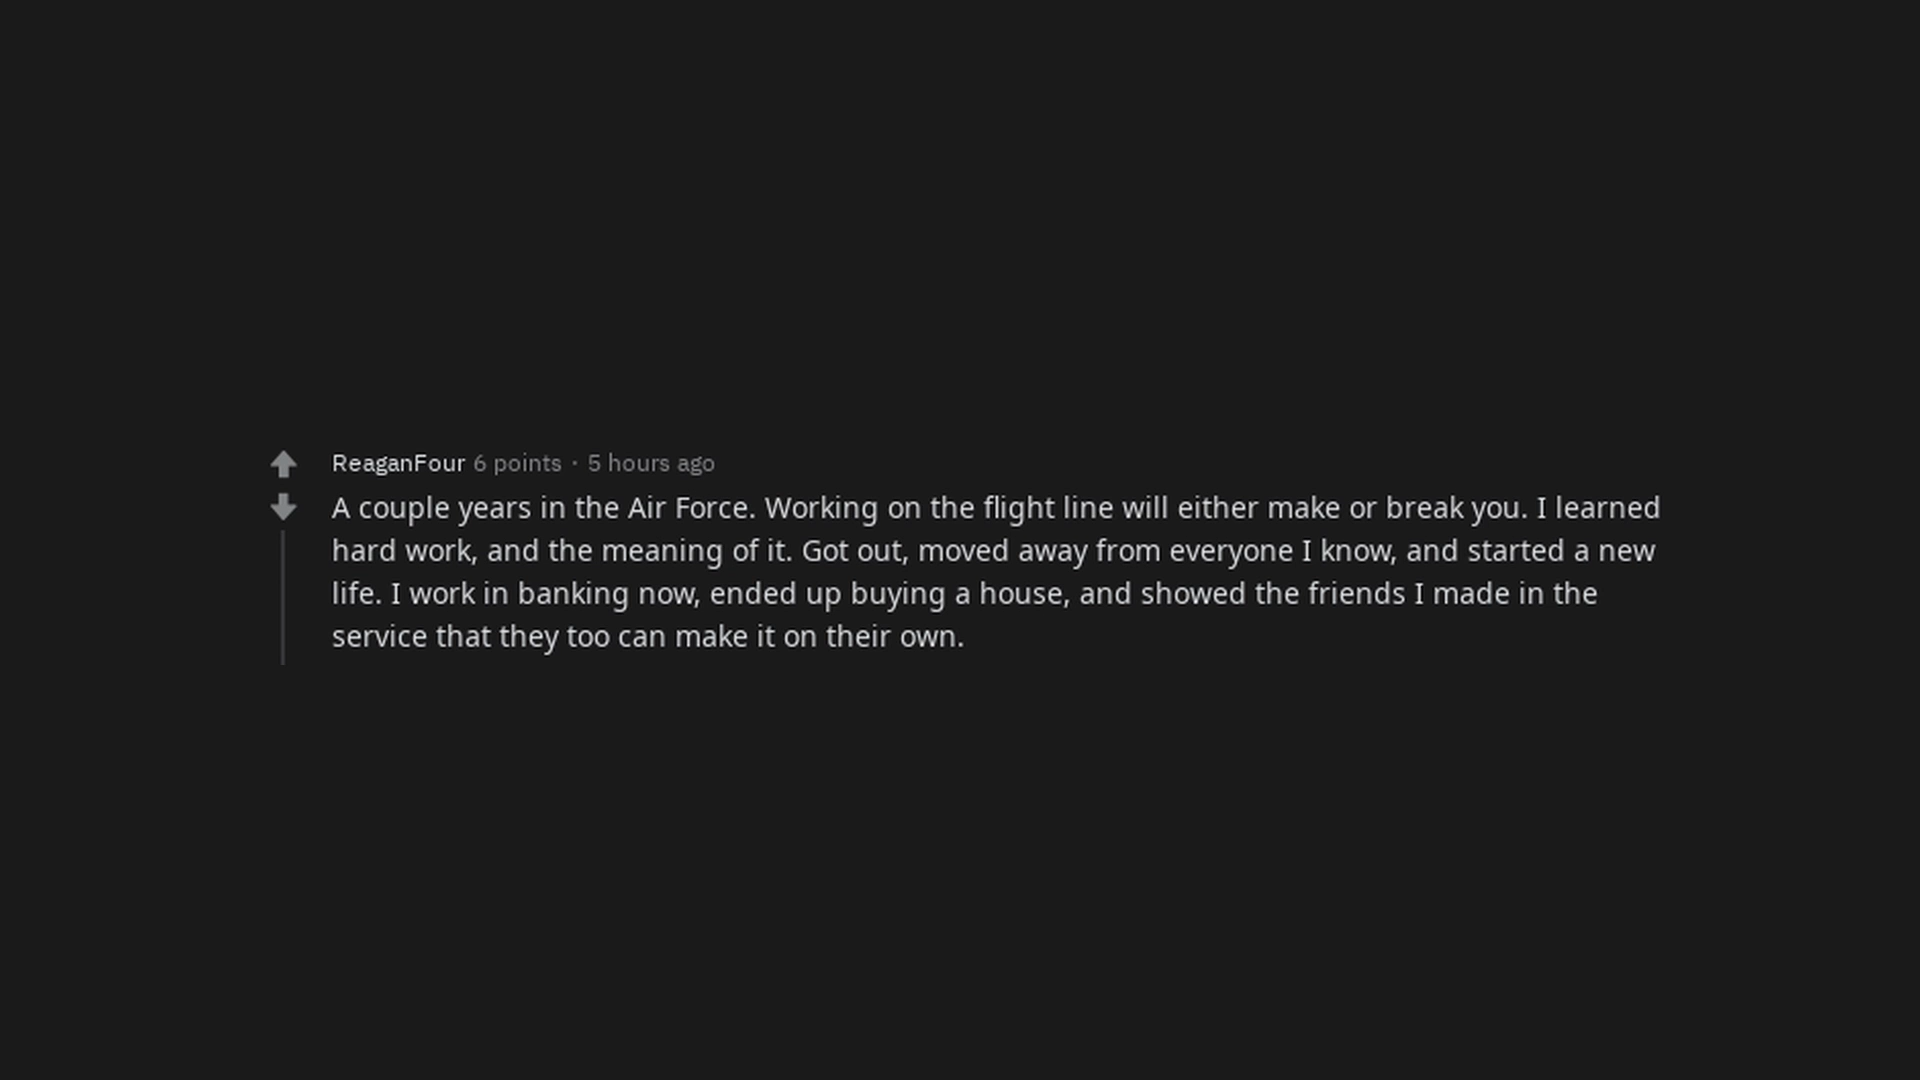 ReaganFour 6 points · 5 hours ago
A couple years in the Air Force. Working on the flight line will either make or break you. I learned
hard work, and the meaning of it. Got out, moved away from everyone I know, and started a new
life. I work in banking now, ended up buying a house, and showed the friends I made in the
service that they too can make it on their own.